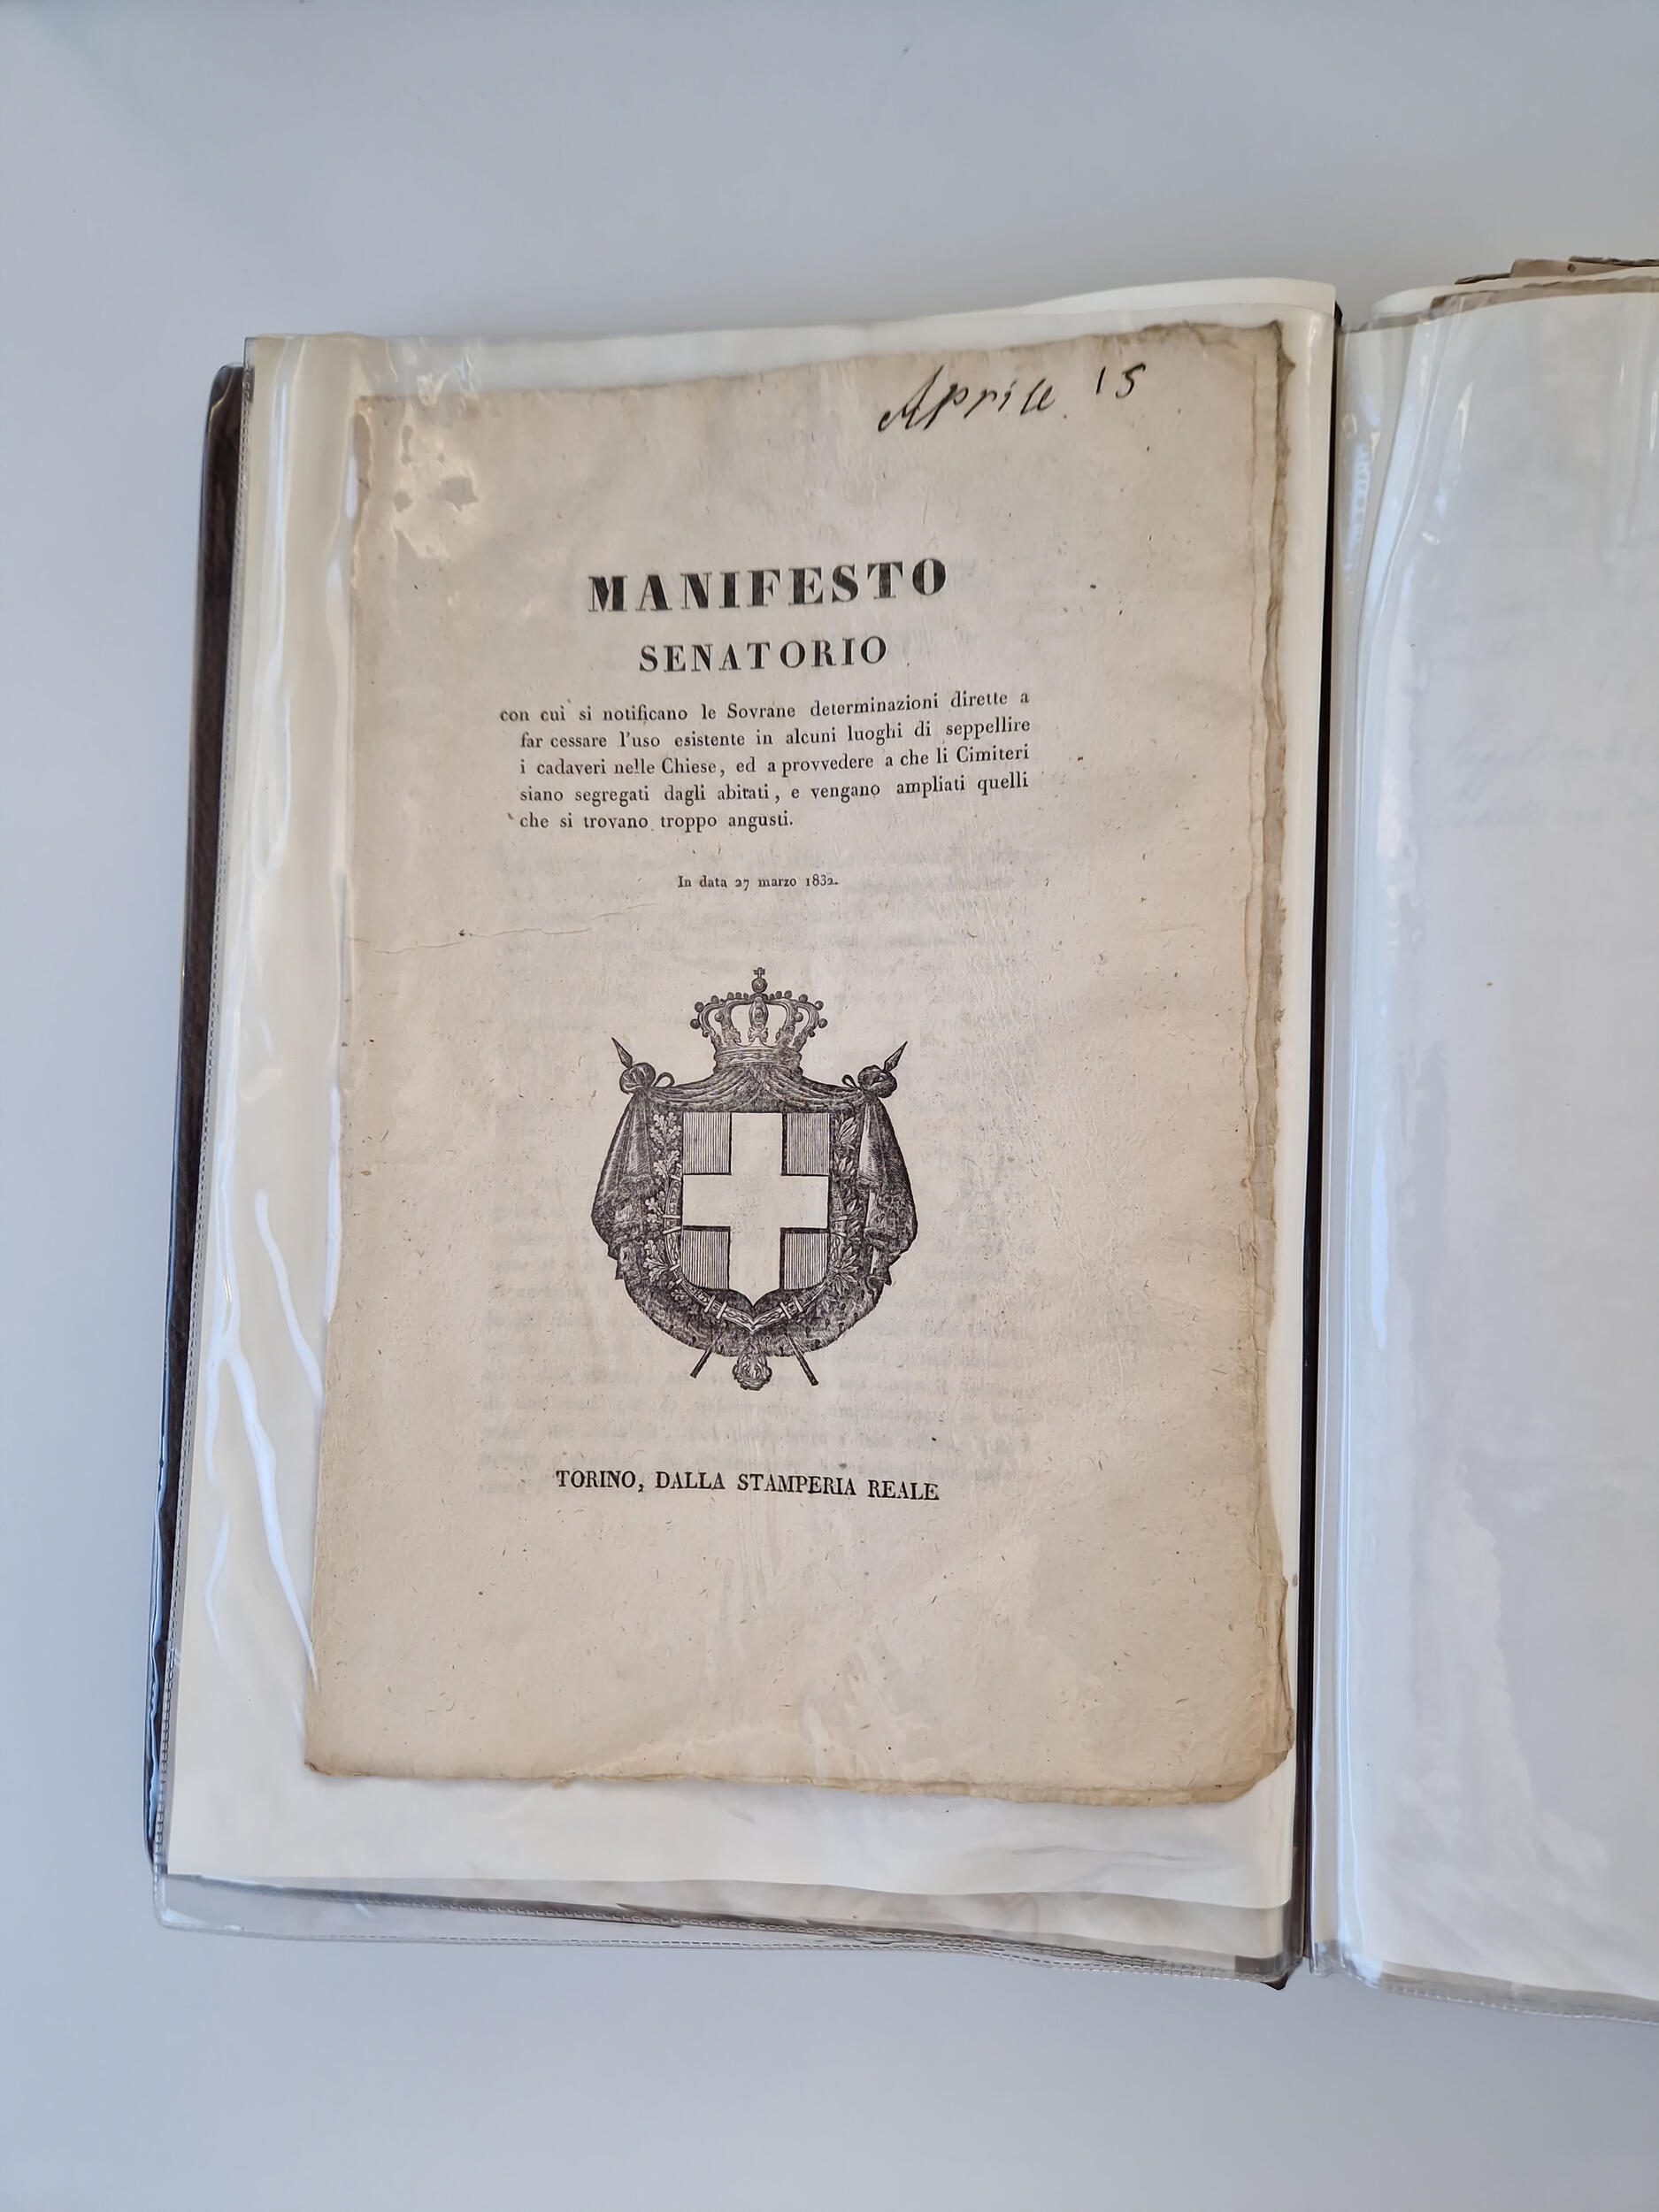 Aprile 15
MANIFESTO
SENATORIO
con cui si notificano le Sovrane determinazioni dirette a
far cessare l'uso esistente in alcuni luoghi di seppellire
i cadaveri nelle Chiese, ed a provvedere a che li Cimiteri
siano segregati dagli abitati, e vengano ampliati quelli
che si trovano troppo angusti.
In data 27 marzo 1832.
TORINO, DALLA STAMPERIA REALE